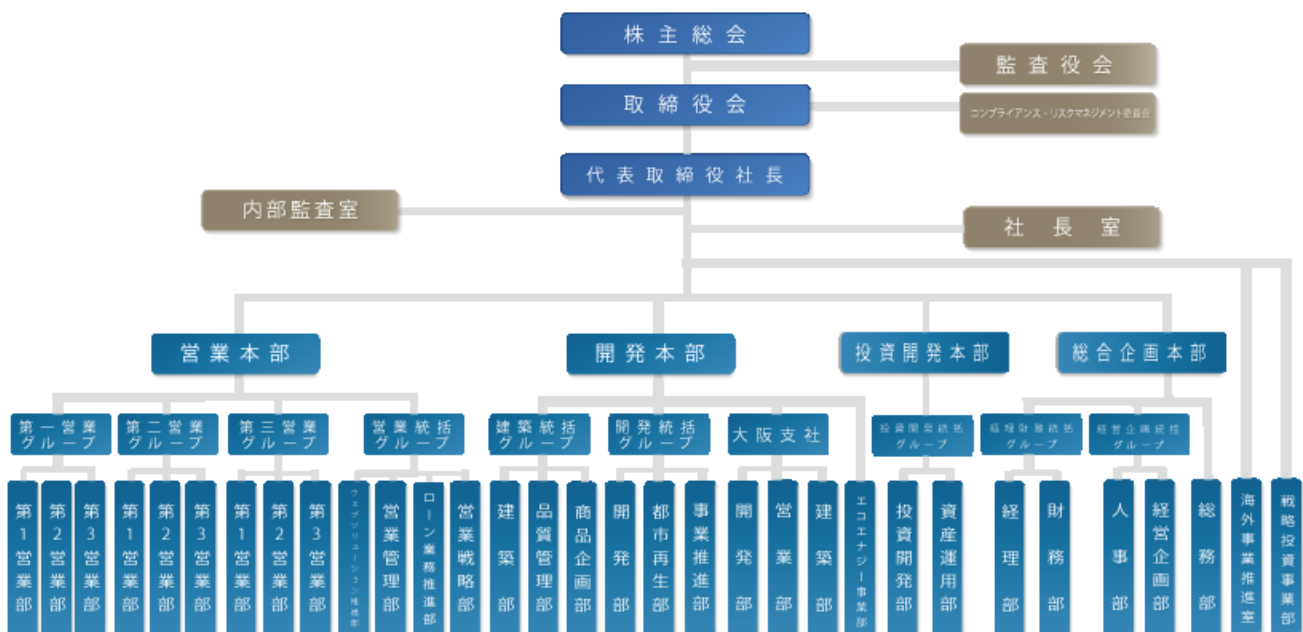 株主総会
監査役会
取締役会
コンプライアンス・リスクマネジメント委員会
代表取締役社長
内部監査室
社長室
営業本部
開発本部
投資開発本部
総合企画本部
第一営業
グループ
第二営業
グループ
第三営業
グループ
営業統括
グループ
建築統括
グループ
開発統括
グループ
大阪支社
投資開発統括
グループ
経理財務統括
グループ
経営企画統括
グループ
第1営業部
第2営業部
第3営業部
第1営業部
第2営業部
第3営業部
第1営業部
第2営業部
第3営業部
ウェブソリューション推進部
営業管理部
ローン業務推進部
営業戦略部
建築部
品質管理部
商品企画部
開発部
都市再生部
事業推進部
開発部
営業部
建築部
エコエナジー事業部
投資開発部
資産運用部
経理部
財務部
人事部
経営企画部
総務部
海外事業推進室
戦略投資事業部